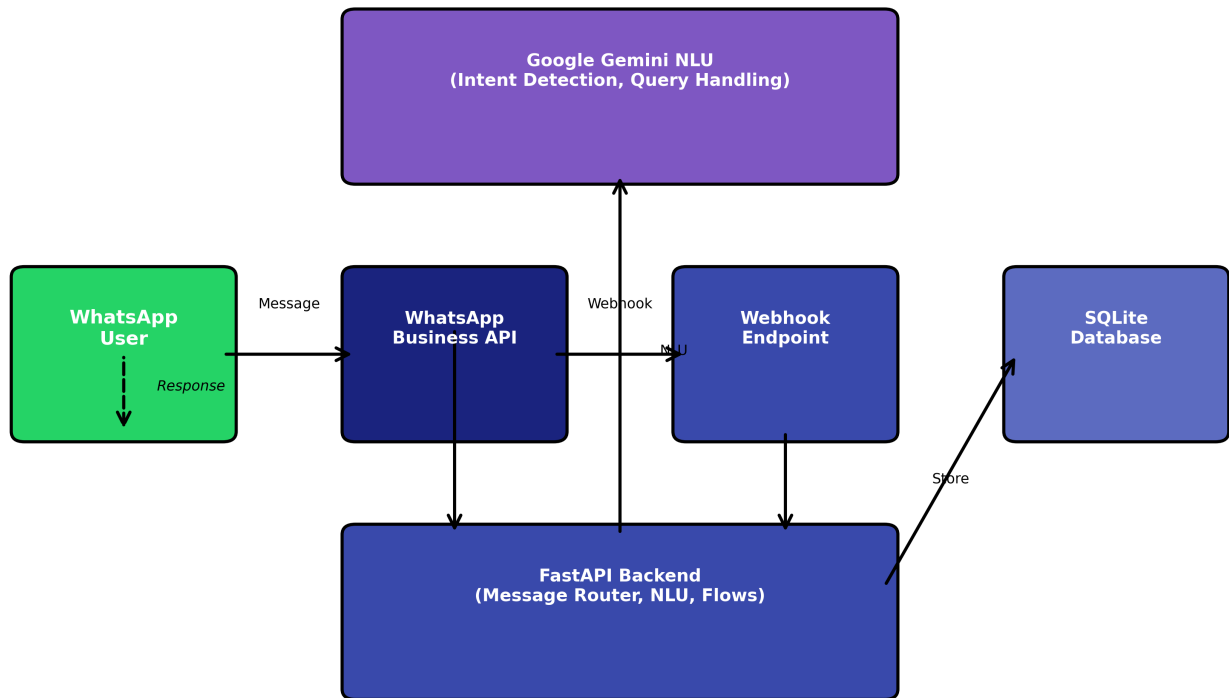 Google Gemini NLU
(Intent Detection, Query Handling)
Message
Webhook
WhatsApp
User
WhatsApp
Business API
Webhook
Endpoint
SQLite
Database
NLU
Response
Store
FastAPI Backend
(Message Router, NLU, Flows)